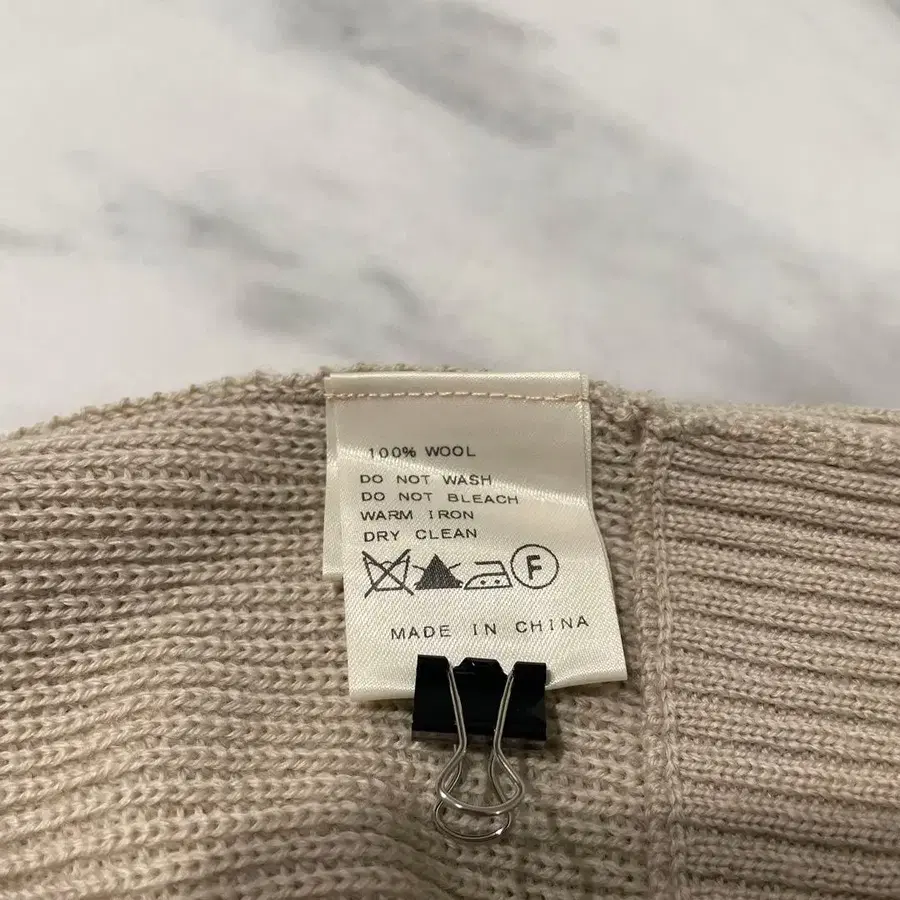 100% WOOL
DO NOT WASH
DO NOT BLEACH
WARM IRON
DRY CLEAN
F
MADE IN CHINA